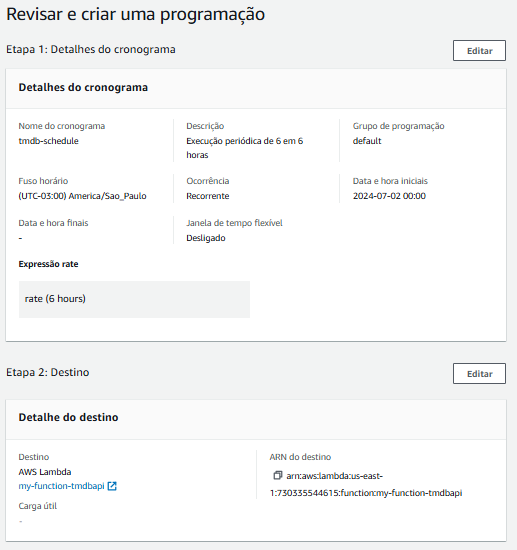 Revisar e criar uma programação
Etapa 1: Detalhes do cronograma
Editar
Detalhes do cronograma
Nome do cronograma
tmdb-schedule
Descrição
Execução periódica de 6 em 6
horas
Grupo de programação
default
Fuso horário
(UTC-03:00) America/Sao_Paulo
Ocorrência
Recorrente
Data e hora iniciais
2024-07-02 00:00
Data e hora finais
-
Janela de tempo flexível
Desligado
Expressão rate
rate (6 hours)
Etapa 2: Destino
Editar
Detalhe do destino
Destino
AWS Lambda
my-function-tmdbapi
Carga útil
-
ARN do destino
arn:aws:lambda:us-east-
1:730335544615:function:my-function-tmdbapi